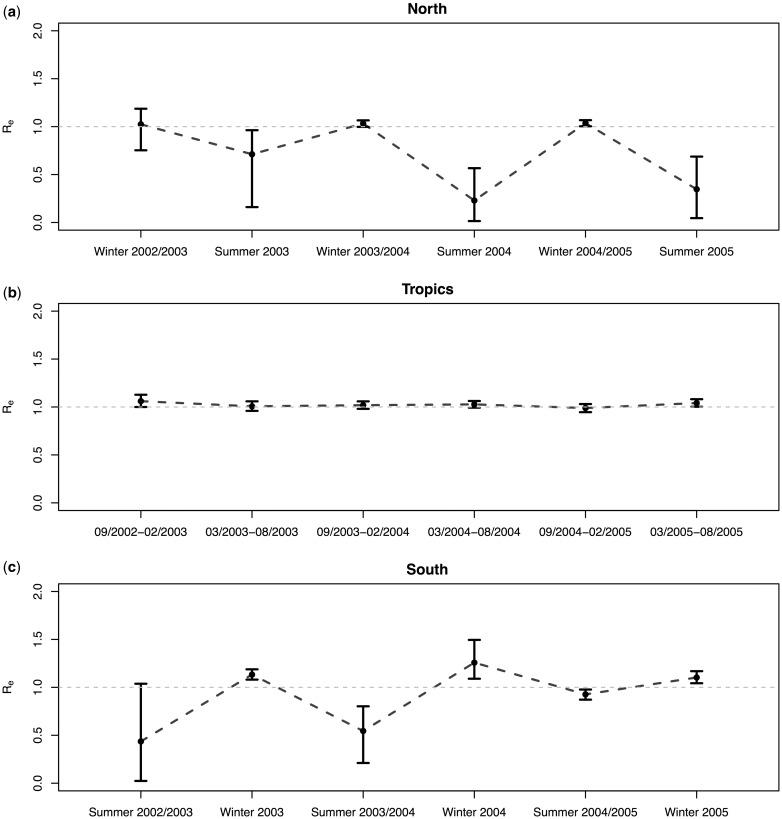 (a) North
2.0
1.5
1.0
0.5
0.0
Re
Winter 2002/2003 Summer 2003 Winter 2003/2004 Summer 2004 Winter 2004/2005 Summer 2005
(b) Tropics
2.0
1.5
1.0
0.5
0.0
Re
09/2002–02/2003 03/2003–08/2003 09/2003–02/2004 03/2004–08/2004 09/2004–02/2005 03/2005–08/2005
(c) South
2.0
1.5
1.0
0.5
0.0
Re
Summer 2002/2003 Winter 2003 Summer 2003/2004 Winter 2004 Summer 2004/2005 Winter 2005